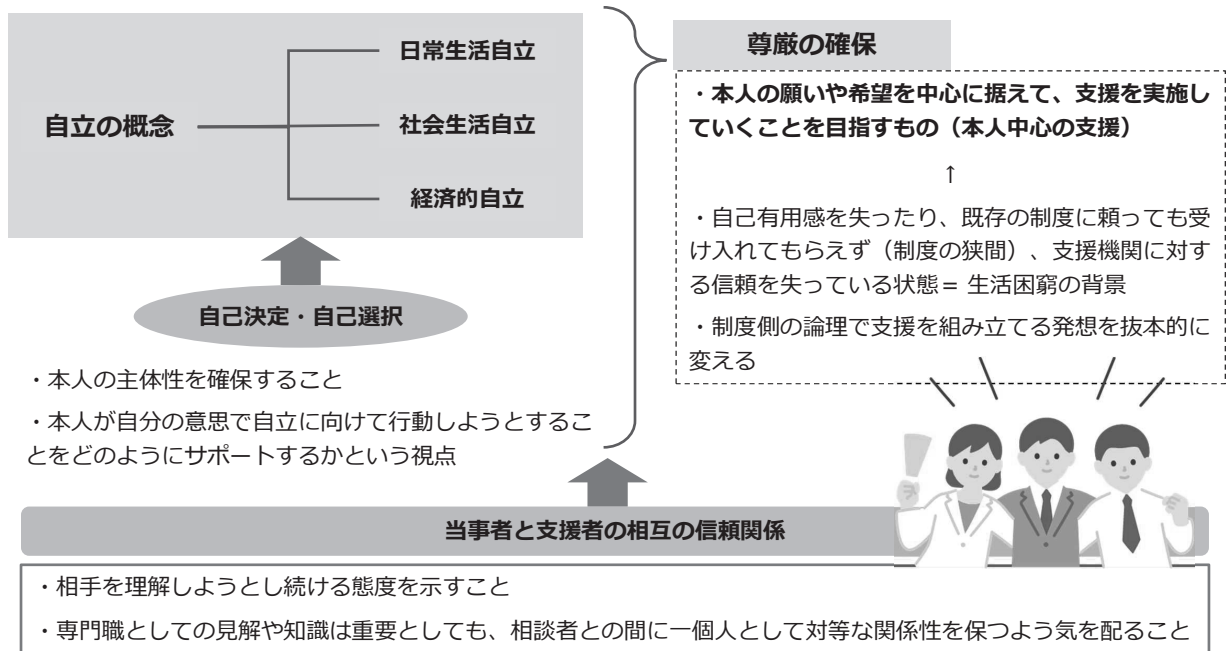 自立の概念
日常生活自立
社会生活自立
経済的自立
自己決定・自己選択
・本人の主体性を確保すること
・本人が自分の意思で自立に向けて行動しようとするこ
とをどのようにサポートするかという視点
尊厳の確保
・本人の願いや希望を中心に据えて、支援を実施し
ていくことを目指すもの（本人中心の支援）
↑
・自己有用感を失ったり、既存の制度に頼っても受
け入れてもらえず（制度の狭間）、支援機関に対す
る信頼を失っている状態＝ 生活困窮の背景
・制度側の論理で支援を組み立てる発想を抜本的に
変える
当事者と支援者の相互の信頼関係
・相手を理解しようとし続ける態度を示すこと
・専門職としての見解や知識は重要としても、相談者との間に一個人として対等な関係性を保つよう気を配ること